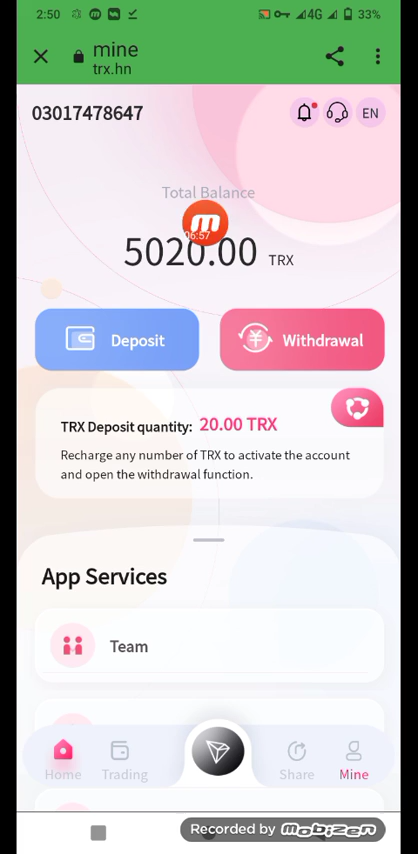 2:50
4G
33%
mine
trx.hn
03017478647
EN
Total Balance
06:57
5020.00 TRX
Deposit
Withdrawal
TRX Deposit quantity: 20.00 TRX
Recharge any number of TRX to activate the account
and open the withdrawal function.
App Services
Team
Home
Trading
Share
Mine
Recorded by mobizen